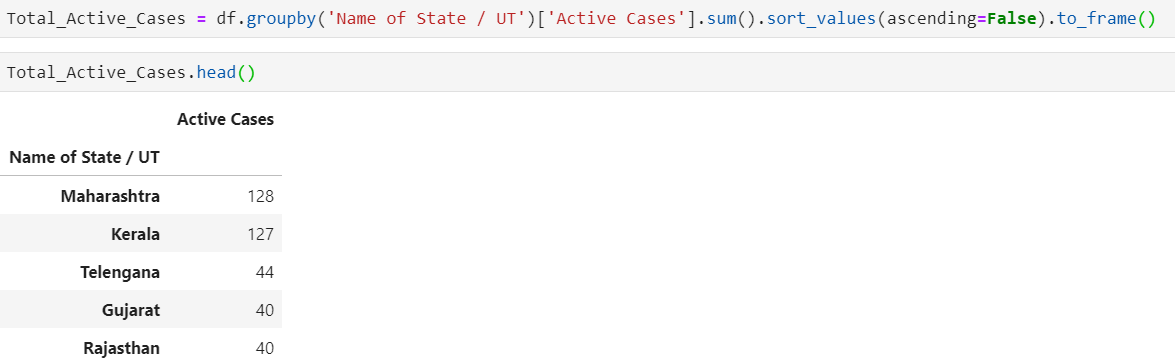 Total_Active_Cases = df.groupby('Name of State / UT')['Active Cases'].sum().sort_values(ascending=False).to_frame()
Total_Active_Cases.head()
Active Cases
Name of State / UT
Maharashtra 128
Kerala 127
Telengana 44
Gujarat 40
Rajasthan 40